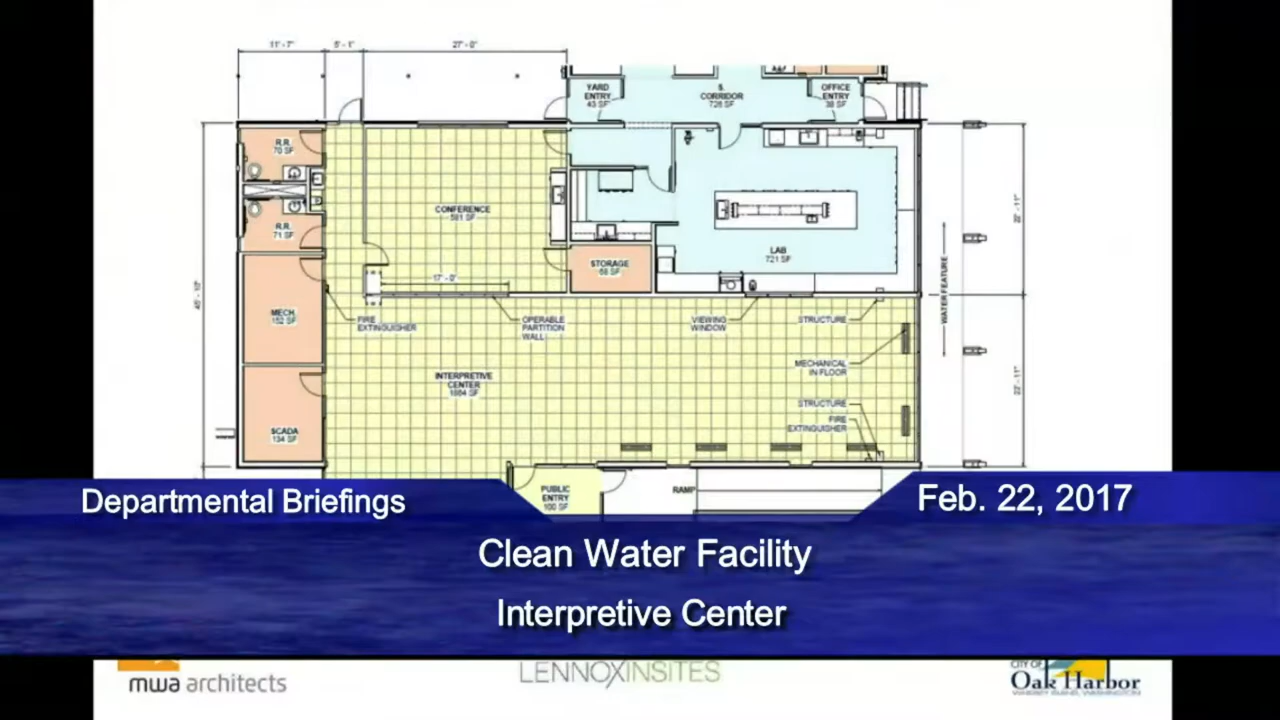 11' - 7"
5' - 1"
27' - 0"
YARD
ENTRY
43 SF
S.
CORRIDOR
726 SF
OFFICE
ENTRY
38 SF
R.R.
70 SF
CONFERENCE
581 SF
R.R.
71 SF
LAB
721 SF
STORAGE
68 SF
17' - 0"
22' - 11"
WATER FEATURE
45' - 10"
MECH.
152 SF
FIRE
EXTINGUISHER
OPERABLE
PARTITION
WALL
VIEWING
WINDOW
STRUCTURE
MECHANICAL
IN FLOOR
INTERPRETIVE
CENTER
1884 SF
22' - 11"
STRUCTURE
FIRE
EXTINGUISHER
SCADA
134 SF
PUBLIC
ENTRY
100 SF
RAMP
Departmental Briefings
Feb. 22, 2017
Clean Water Facility
Interpretive Center
mwa architects
LENNOXINSITES
CITY OF
Oak Harbor
WHIDBEY ISLAND, WASHINGTON